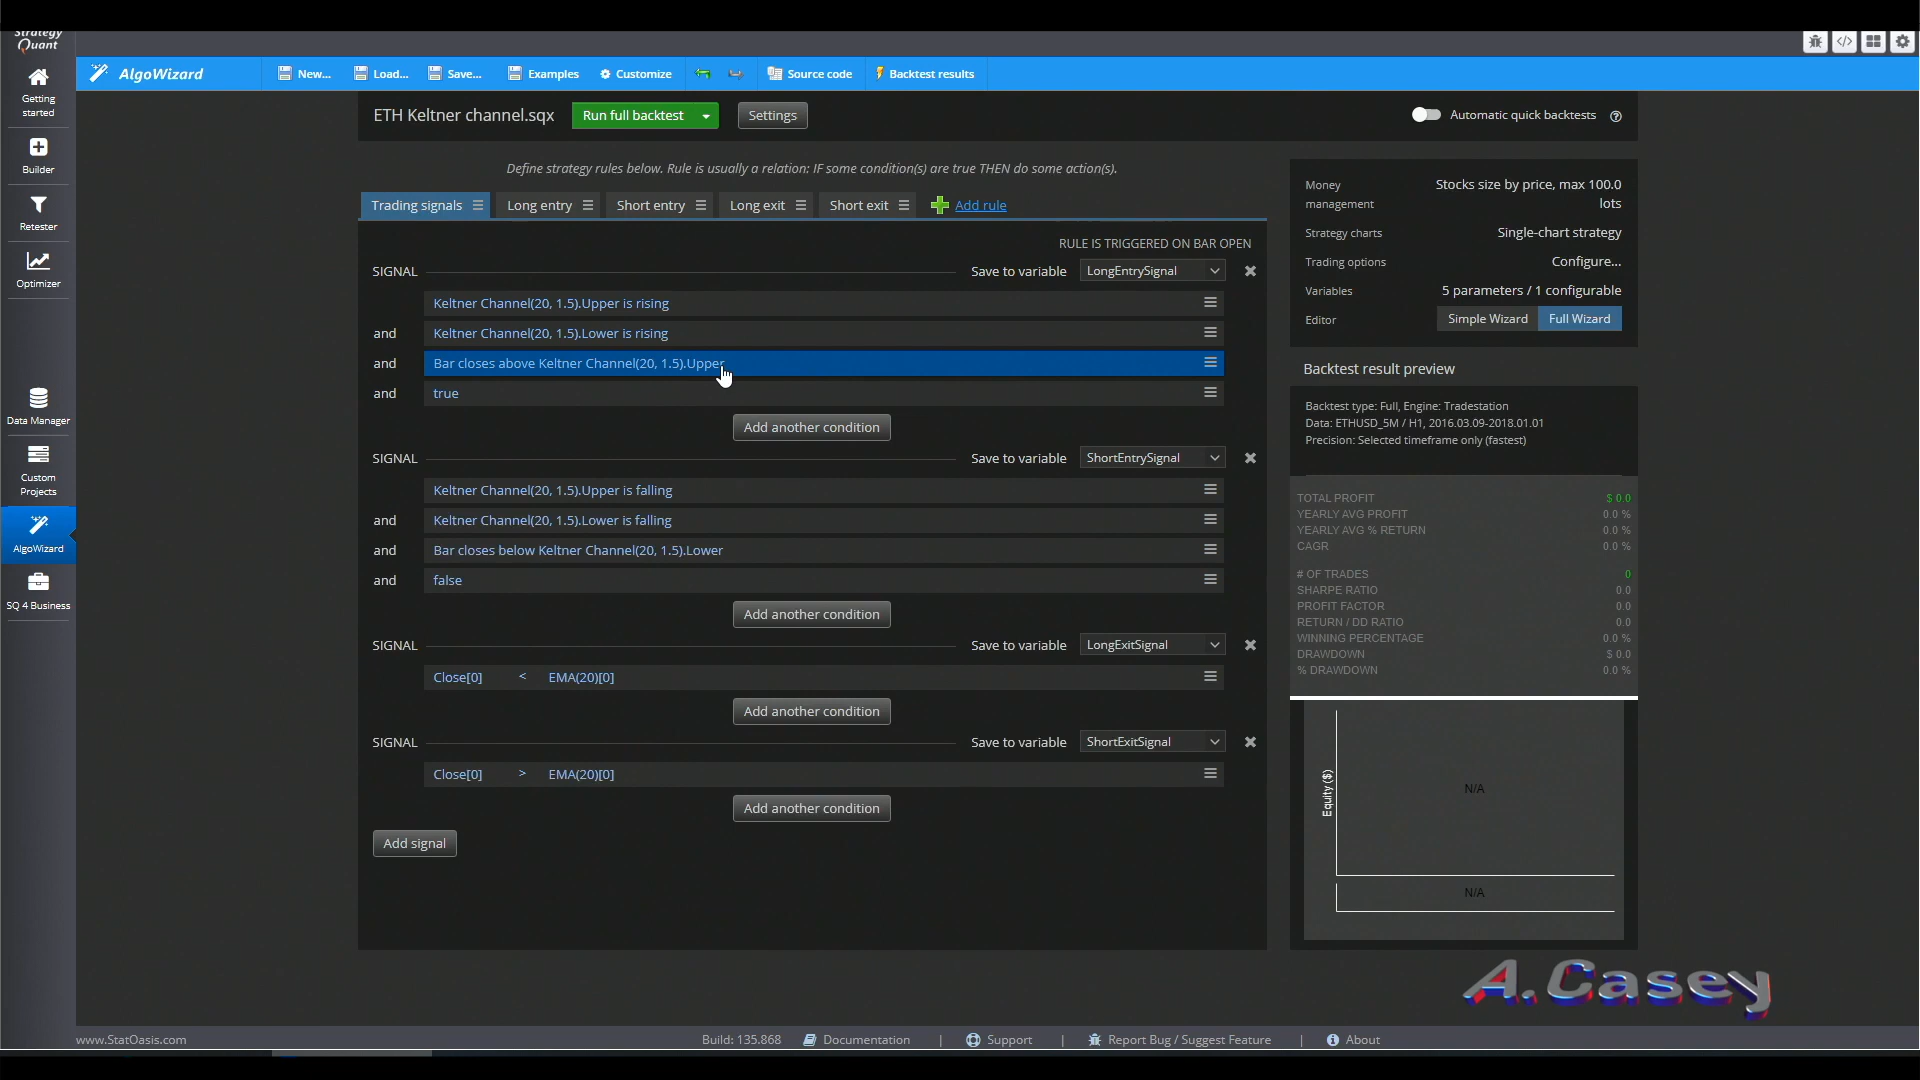 Strategy
Quant
Getting
started
Builder
Retester
Optimizer
Data Manager
Custom
Projects
AlgoWizard
SQ 4 Business
AlgoWizard
New...
Load...
Save...
Examples
Customize
Source code
Backtest results
ETH Keltner channel.sqx
Run full backtest
Settings
Automatic quick backtests
Define strategy rules below. Rule is usually a relation: IF some condition(s) are true THEN do some action(s).
Trading signals
Long entry
Short entry
Long exit
Short exit
Add rule
RULE IS TRIGGERED ON BAR OPEN
SIGNAL Save to variable LongEntrySignal
Keltner Channel(20, 1.5).Upper is rising
and Keltner Channel(20, 1.5).Lower is rising
and Bar closes above Keltner Channel(20, 1.5).Upper
and true
Add another condition
SIGNAL Save to variable ShortEntrySignal
Keltner Channel(20, 1.5).Upper is falling
and Keltner Channel(20, 1.5).Lower is falling
and Bar closes below Keltner Channel(20, 1.5).Lower
and false
Add another condition
SIGNAL Save to variable LongExitSignal
Close[0] < EMA(20)[0]
Add another condition
SIGNAL Save to variable ShortExitSignal
Close[0] > EMA(20)[0]
Add another condition
Add signal
Money Stocks size by price, max 100.0
management lots
Strategy charts Single-chart strategy
Trading options Configure...
Variables 5 parameters / 1 configurable
Editor Simple Wizard Full Wizard
Backtest result preview
Backtest type: Full, Engine: Tradestation
Data: ETHUSD_5M / H1, 2016.03.09-2018.01.01
Precision: Selected timeframe only (fastest)
TOTAL PROFIT $ 0.0
YEARLY AVG PROFIT 0.0 %
YEARLY AVG % RETURN 0.0 %
CAGR 0.0 %
# OF TRADES 0
SHARPE RATIO 0.0
PROFIT FACTOR 0.0
RETURN / DD RATIO 0.0
WINNING PERCENTAGE 0.0 %
DRAWDOWN $ 0.0
% DRAWDOWN 0.0 %
Equity ($)
N/A
N/A
A.Casey
www.StatOasis.com
Build: 135.868
Documentation
|
Support
|
Report Bug / Suggest Feature
|
About